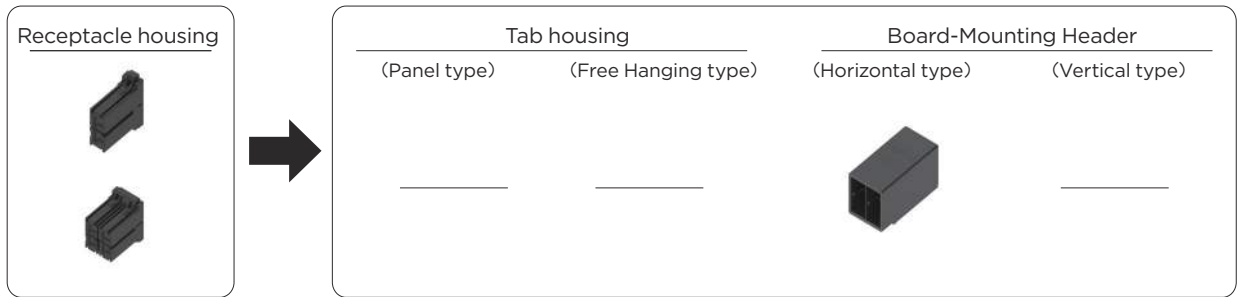 Receptacle housing
Tab housing
Board-Mounting Header
(Panel type)
(Free Hanging type)
(Horizontal type)
(Vertical type)